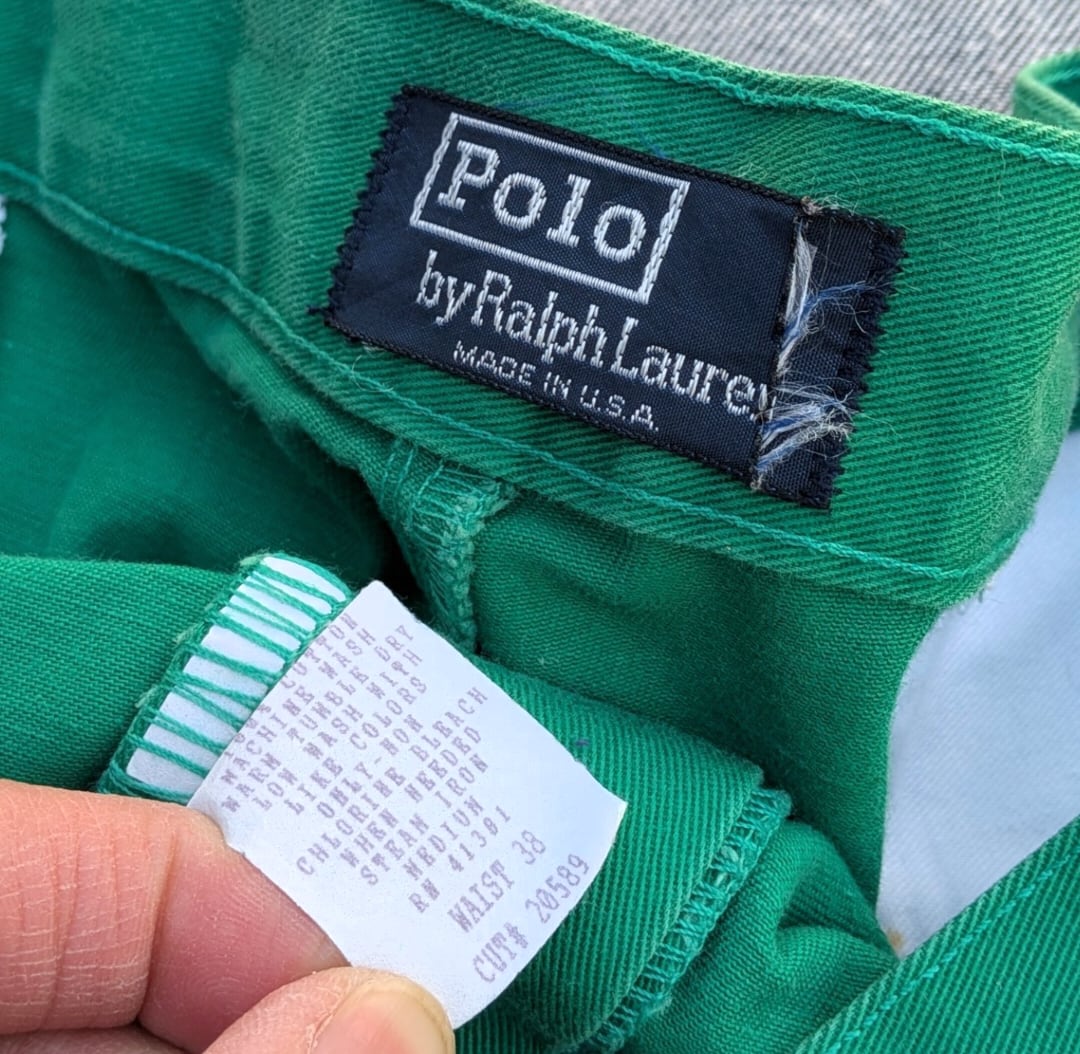 Polo
by Ralph Lauren
MADE IN U.S.A.
100% COTTON
MACHINE WASH
WARM TUMBLE DRY
LOW WASH WITH
LIKE COLORS
ONLY-NON
CHLORINE BLEACH
WHEN NEEDED
STEAM IRON
MEDIUM
RN 41381
WAIST 38
CUT# 20589